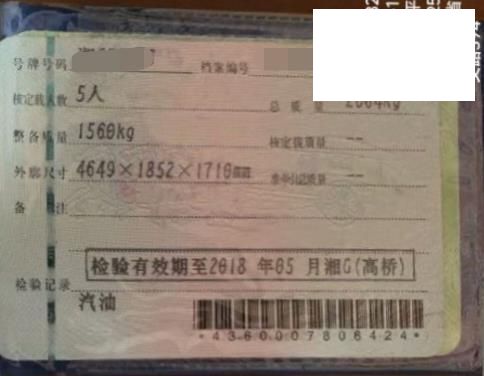 号牌号码 档案编号
核定载人数 5人 总质量
整备质量 1560kg 核定载质量 --
外廓尺寸 4649×1852×1710 准牵引总质量 --
备注
检验有效期至2018年05月湘G(高桥)
检验记录
汽油
*4360007806424*